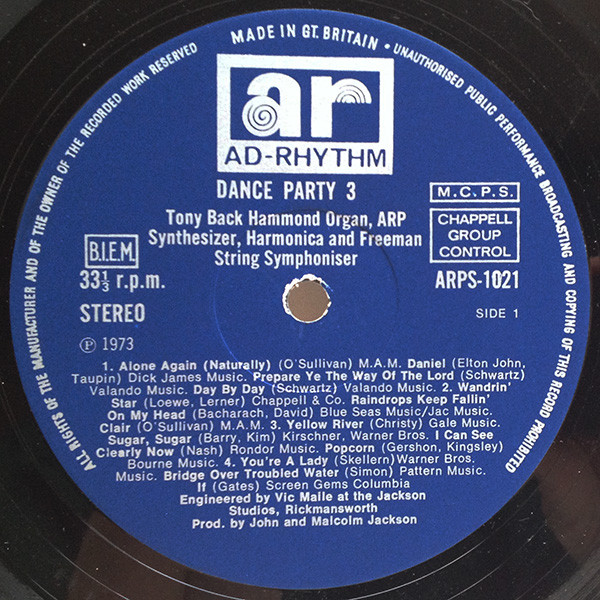 ALL RIGHTS OF THE MANUFACTURER AND OF THE OWNER OF THE RECORDED WORK RESERVED
MADE IN GT. BRITAIN • UNAUTHORISED PUBLIC PERFORMANCE BROADCASTING AND COPYING OF THIS RECORD PROHIBITED
ar
AD-RHYTHM
DANCE PARTY 3
Tony Back Hammond Organ, ARP
Synthesizer, Harmonica and Freeman
String Symphoniser
M.C.P.S.
CHAPPELL
GROUP
CONTROL
B.I.E.M.
33⅓ r.p.m.
ARPS-1021
STEREO
SIDE 1
℗ 1973
1. Alone Again (Naturally) (O'Sullivan) M.A.M. Daniel (Elton John,
Taupin) Dick James Music. Prepare Ye The Way Of The Lord (Schwartz)
Valando Music. Day By Day (Schwartz) Valando Music. 2. Wandrin'
Star (Loewe, Lerner) Chappell & Co. Raindrops Keep Fallin'
On My Head (Bacharach, David) Blue Seas Music/Jac Music.
Clair (O'Sullivan) M.A.M. 3. Yellow River (Christy) Gale Music.
Sugar, Sugar (Barry, Kim) Kirschner, Warner Bros. I Can See
Clearly Now (Nash) Rondor Music. Popcorn (Gershon, Kingsley)
Bourne Music. 4. You're A Lady (Skellern)Warner Bros.
Music. Bridge Over Troubled Water (Simon) Pattern Music.
If (Gates) Screen Gems Columbia
Engineered by Vic Maile at the Jackson
Studios, Rickmansworth
Prod. by John and Malcolm Jackson